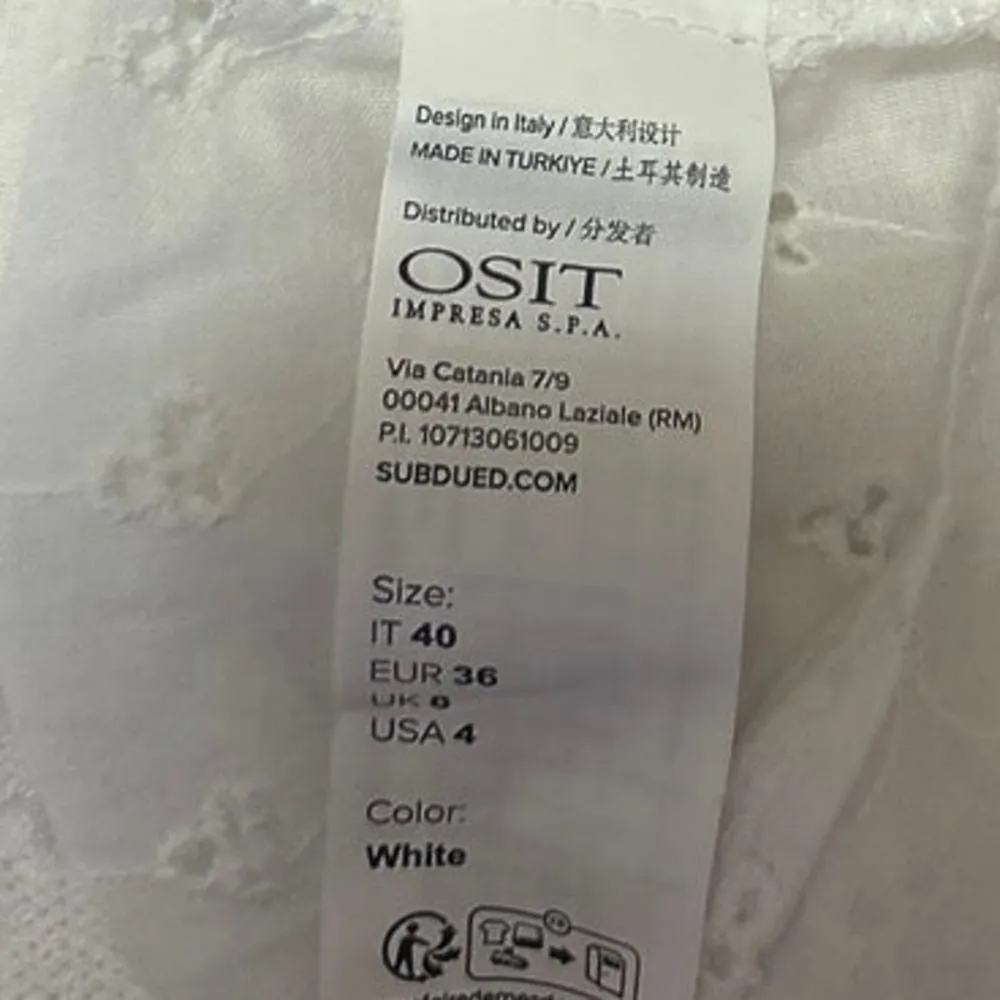 Design in Italy / 意大利设计
MADE IN TURKIYE / 土耳其制造
Distributed by / 分发者
OSIT
IMPRESA S.P.A.
Via Catania 7/9
00041 Albano Laziale (RM)
P.I. 10713061009
SUBDUED.COM
Size:
IT 40
EUR 36
UK
USA 4
Color:
White